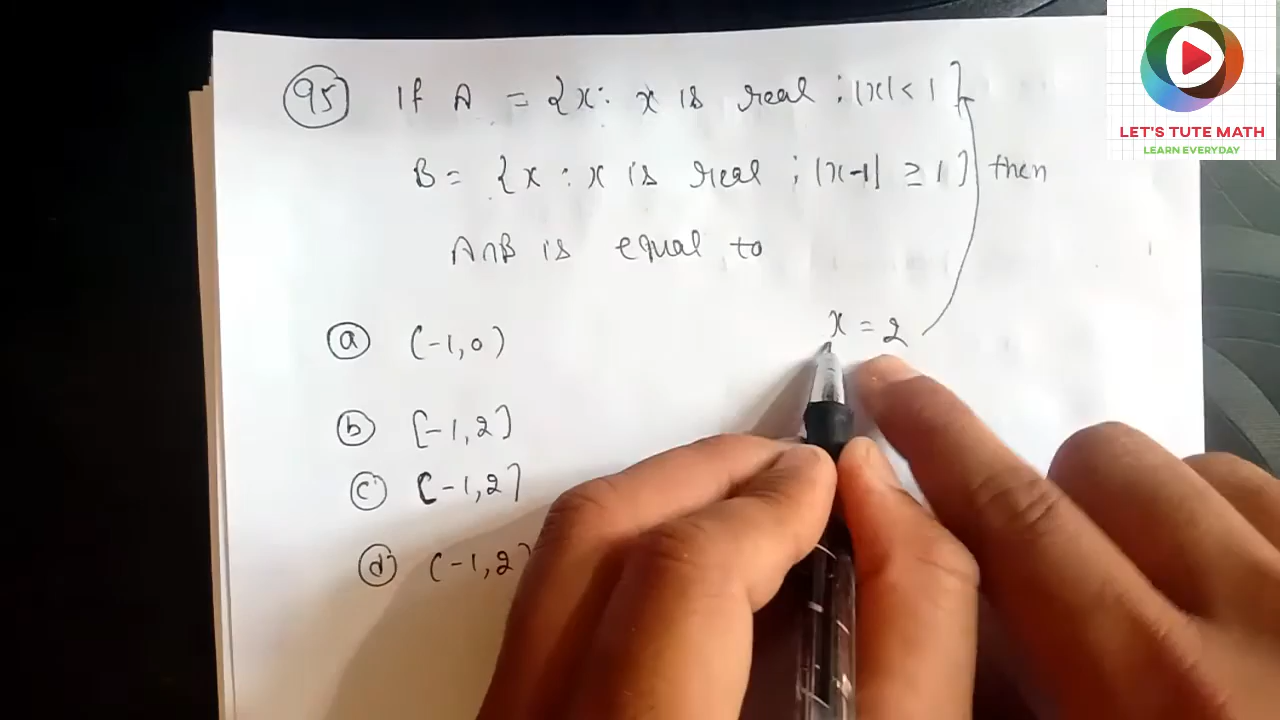 95 If A = {x: x is real ; |x| < 1}
B = {x : x is real ; |x-1| ≥ 1} then
A∩B is equal to
x = 2
a (-1,0)
b [-1,2]
c [-1,2]
d (-1,2]
LET'S TUTE MATH
LEARN EVERYDAY